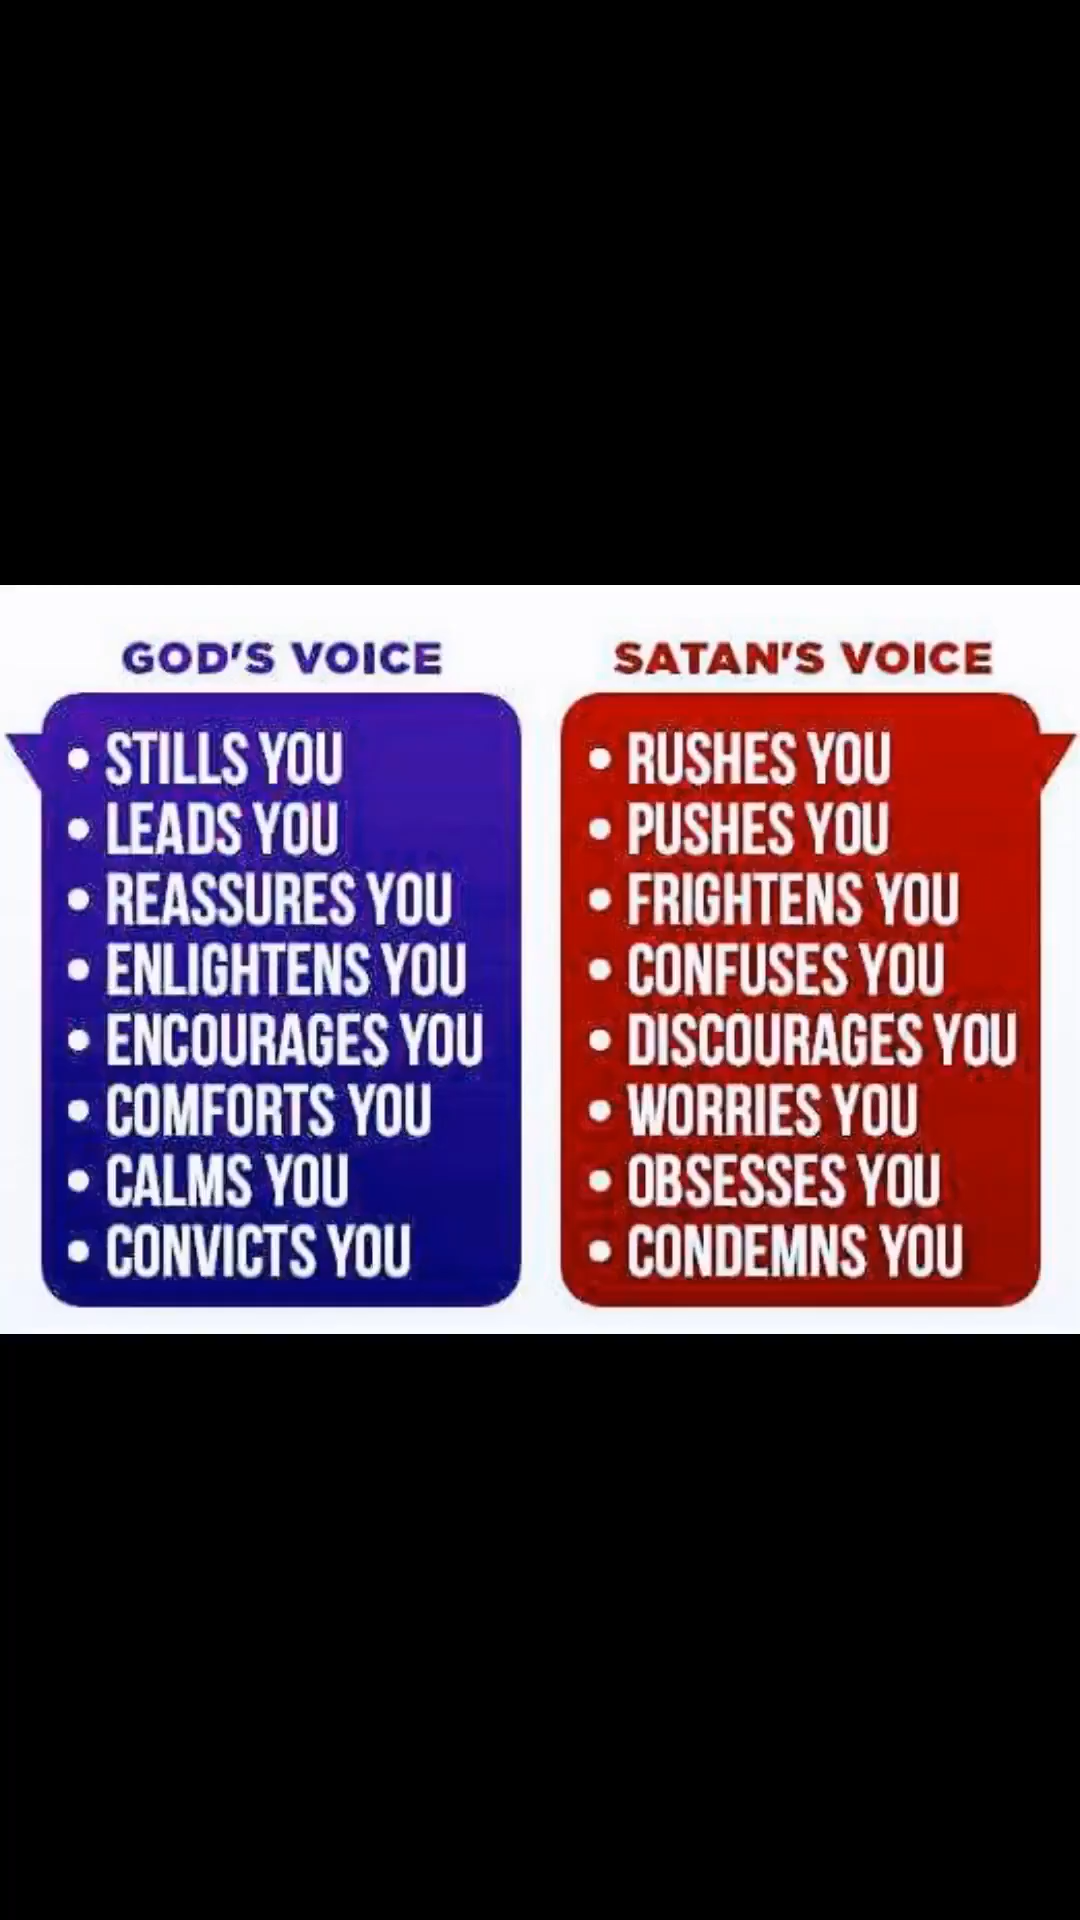 GOD'S VOICE
• STILLS YOU
• LEADS YOU
• REASSURES YOU
• ENLIGHTENS YOU
• ENCOURAGES YOU
• COMFORTS YOU
• CALMS YOU
• CONVICTS YOU
SATAN'S VOICE
• RUSHES YOU
• PUSHES YOU
• FRIGHTENS YOU
• CONFUSES YOU
• DISCOURAGES YOU
• WORRIES YOU
• OBSESSES YOU
• CONDEMNS YOU